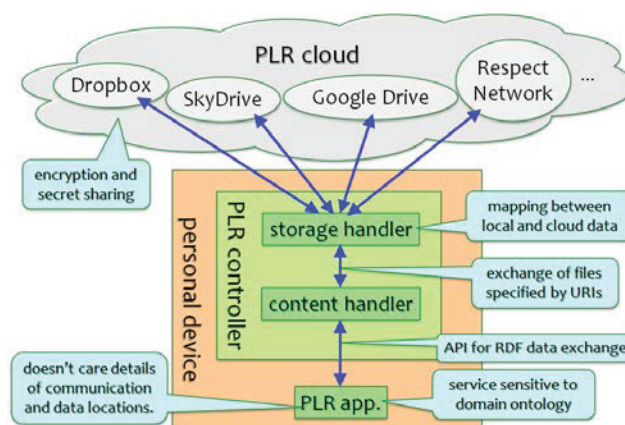 PLR cloud
Dropbox
SkyDrive
Google Drive
Respect
Network
...
encryption and
secret sharing
personal device
PLR controller
storage handler
mapping between
local and cloud data
exchange of files
specified by URIs
content handler
API for RDF data exchange
doesn't care details
of communication
and data locations.
PLR app.
service sensitive to
domain ontology